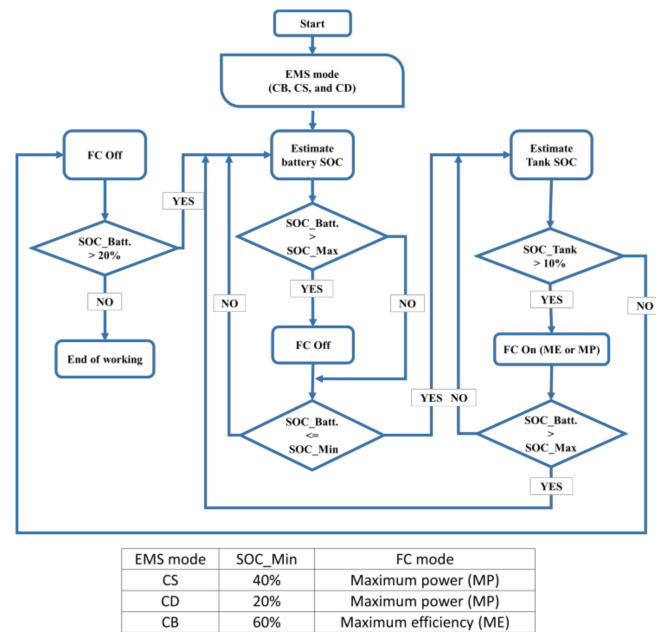 Start
EMS mode
(CB, CS, and CD)
FC Off
Estimate
battery SOC
Estimate
Tank SOC
YES
SOC_Batt.
> 20%
SOC_Batt.
>
SOC_Max
SOC_Tank
> 10%
NO
YES
NO
NO
YES
NO
End of working
FC Off
FC On (ME or MP)
SOC_Batt.
<=
SOC_Min
YES NO
SOC_Batt.
>
SOC_Max
YES
EMS mode SOC_Min FC mode
CS 40% Maximum power (MP)
CD 20% Maximum power (MP)
CB 60% Maximum efficiency (ME)